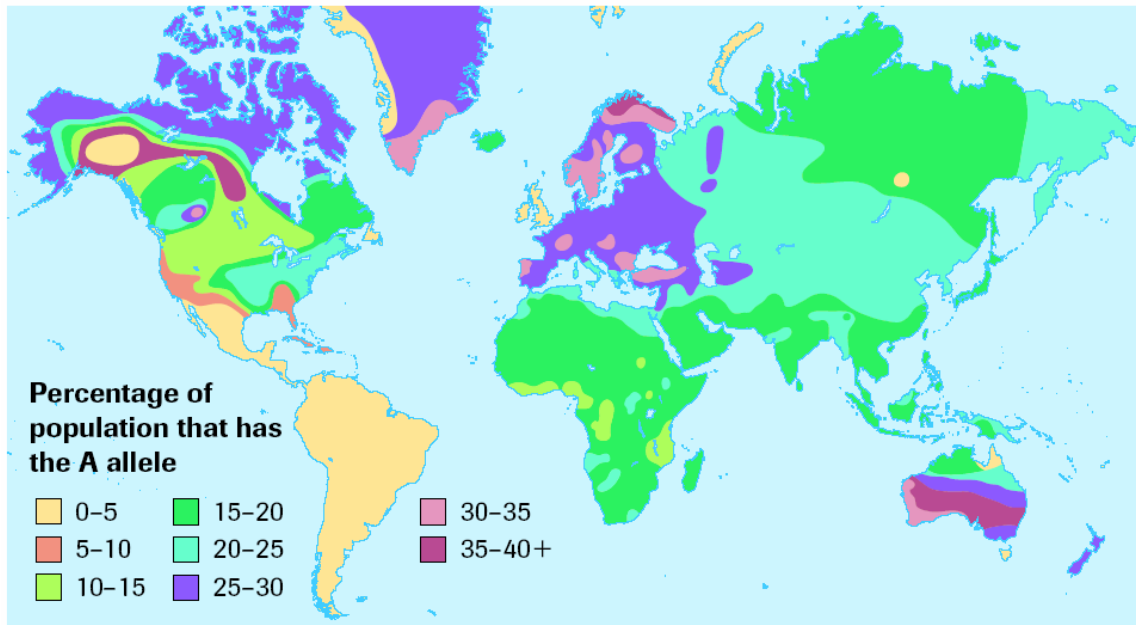 Percentage of
population that has
the A allele
0–5
15–20
30–35
5–10
20–25
35–40+
10–15
25–30